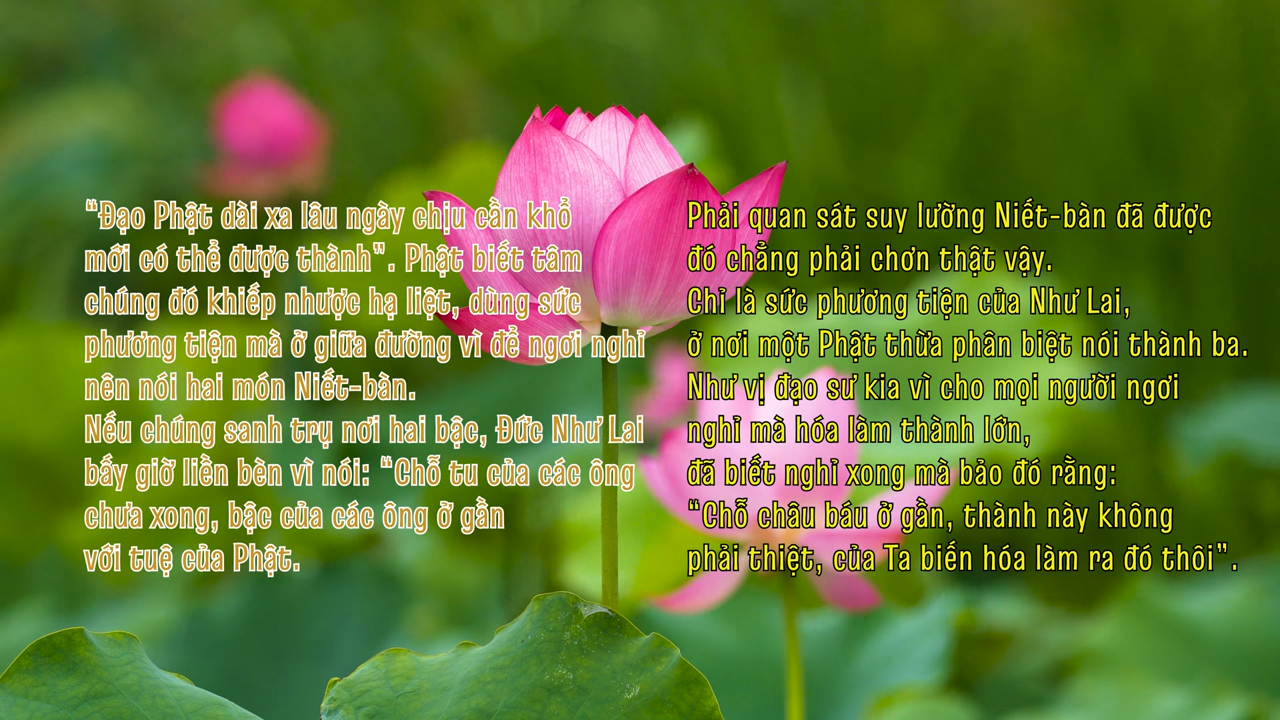 “Đạo Phật dài xa lâu ngày chịu cần khổ
mới có thể được thành”. Phật biết tâm
chúng đó khiếp nhược hạ liệt, dùng sức
phương tiện mà ở giữa đường vì để ngơi nghỉ
nên nói hai món Niết-bàn.
Nếu chúng sanh trụ nơi hai bậc, Đức Như Lai
bấy giờ liền bèn vì nói: “Chỗ tu của các ông
chưa xong, bậc của các ông ở gần
với tuệ của Phật.
Phải quan sát suy lường Niết-bàn đã được
đó chẳng phải chơn thật vậy.
Chỉ là sức phương tiện của Như Lai,
ở nơi một Phật thừa phân biệt nói thành ba.
Như vị đạo sư kia vì cho mọi người ngơi
nghỉ mà hóa làm thành lớn,
đã biết nghỉ xong mà bảo đó rằng:
“Chỗ châu báu ở gần, thành này không
phải thiệt, của Ta biến hóa làm ra đó thôi”.